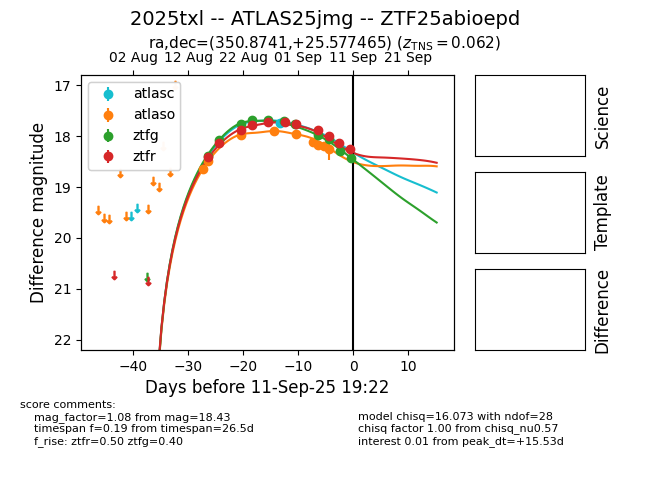 2025txl -- ATLAS25jmg -- ZTF25abioepd
ra,dec=(350.8741,+25.577465) (z_TNS = 0.062)
02 Aug 12 Aug 22 Aug 01 Sep 11 Sep 21 Sep
17
18
19
20
21
22
Difference magnitude
atlasc
atlaso
ztfg
ztfr
−40 −30 −20 −10 0 10
Days before 11-Sep-25 19:22
Science
Template
Difference
score comments:
mag_factor=1.08 from mag=18.43
timespan f=0.19 from timespan=26.5d
f_rise: ztfr=0.50 ztfg=0.40
model chisq=16.073 with ndof=28
chisq factor 1.00 from chisq_nu0.57
interest 0.01 from peak_dt=+15.53d